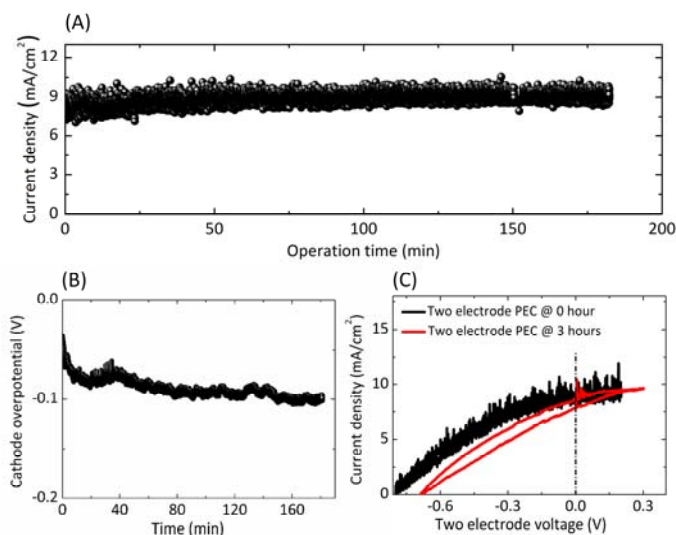 (A)
12
9
6
3
0
Current density (mA/cm²)
0 50 100 150 200
Operation time (min)
(B)
0.0
-0.1
-0.2
Cathode overpotential (V)
0 40 80 120 160
Time (min)
(C)
Two electrode PEC @ 0 hour
Two electrode PEC @ 3 hours
15
10
5
0
Current density (mA/cm²)
-0.6 -0.3 0.0 0.3
Two electrode voltage (V)